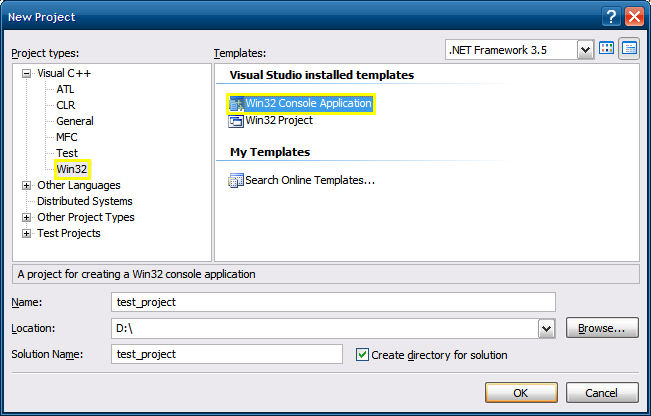 New Project
Project types:
Templates:
.NET Framework 3.5
Visual C++
ATL
CLR
General
MFC
Test
Win32
Other Languages
Distributed Systems
Other Project Types
Test Projects
Visual Studio installed templates
Win32 Console Application
Win32 Project
My Templates
Search Online Templates...
A project for creating a Win32 console application
Name:
test_project
Location:
D:\
Browse...
Solution Name:
test_project
Create directory for solution
OK
Cancel